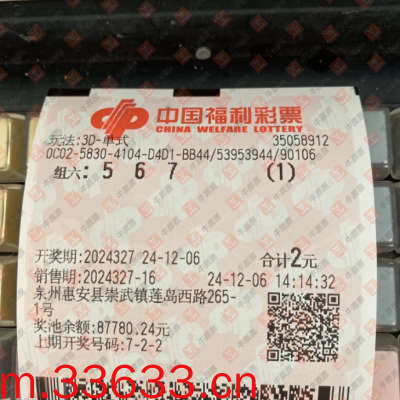 中国福利彩票
CHINA WELFARE LOTTERY
玩法:3D-单式 35058912
0C02-5830-4104-D4D1-BB44/53953944/90106
组六: 5 6 7 (1)
开奖期:2024327 24-12-06 合计2元
销售期:2024327-16 24-12-06 14:14:32
泉州惠安县崇武镇莲岛西路265-
1号
奖池余额:87780.24元
上期开奖号码:7-2-2
m.33633.cn